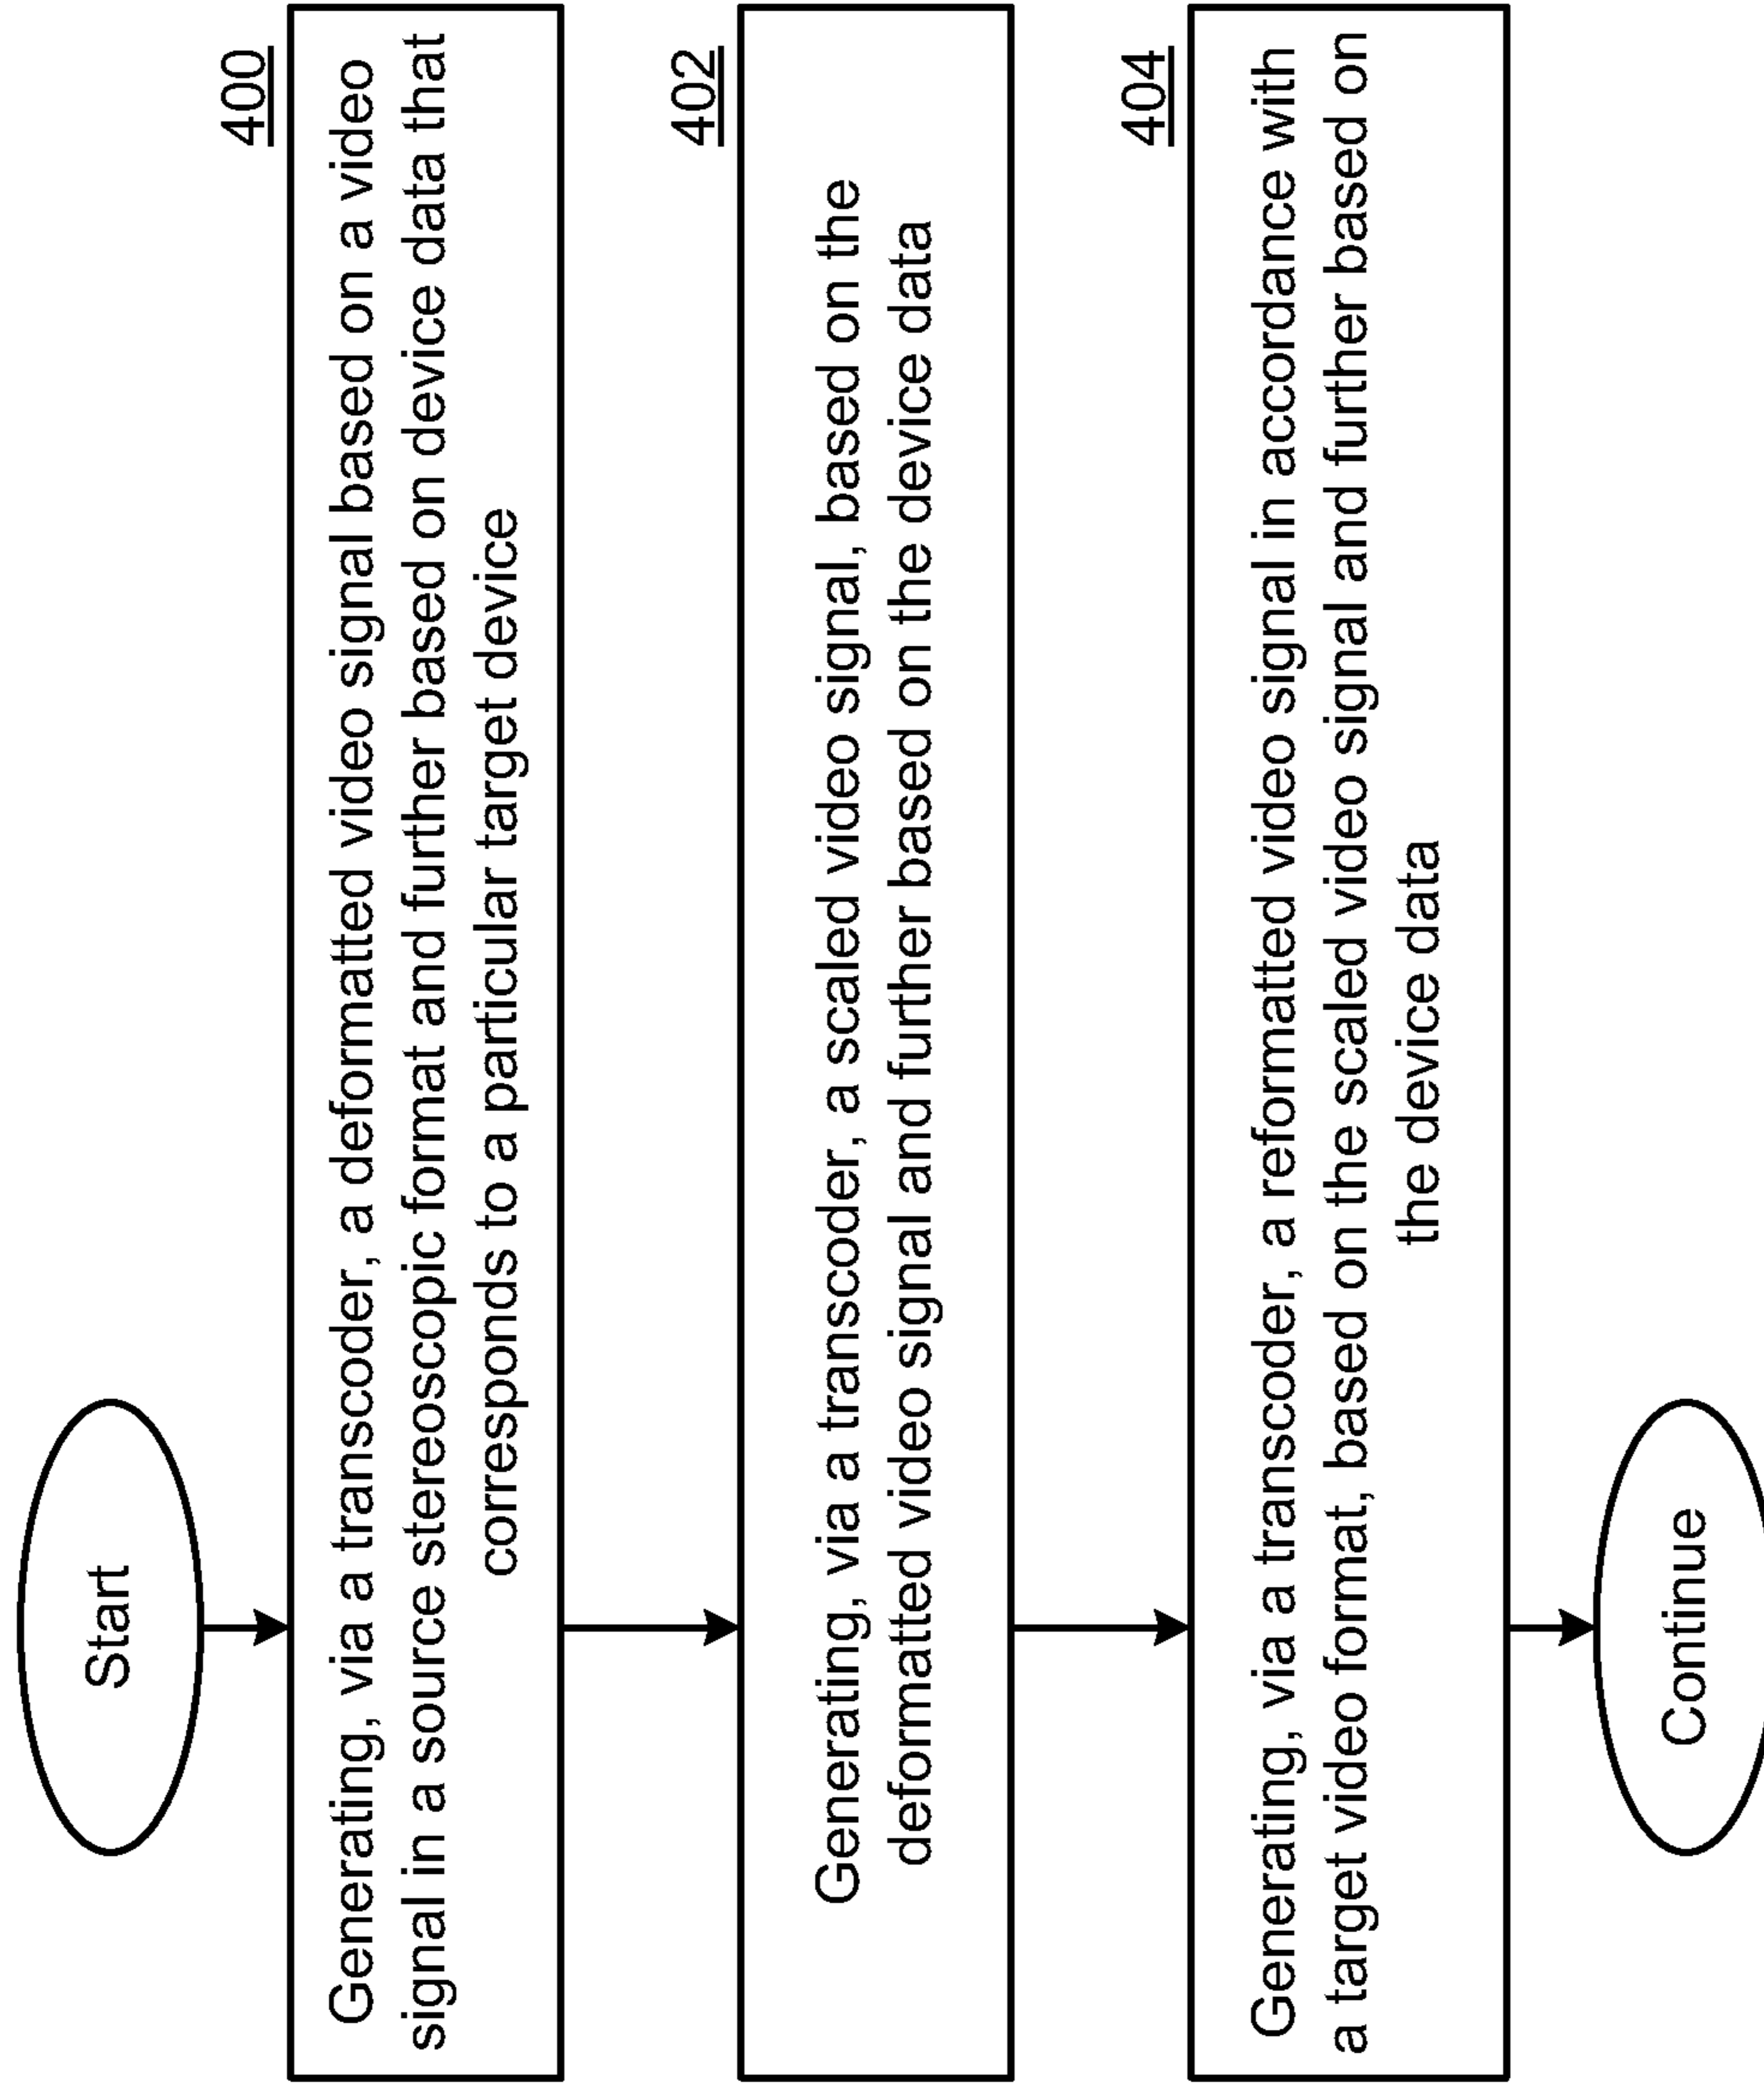 Start
400
Generating, via a transcoder, a deformatted video signal based on a video
signal in a source stereoscopic format and further based on device data that
corresponds to a particular target device
402
Generating, via a transcoder, a scaled video signal, based on the
deformatted video signal and further based on the device data
404
Generating, via a transcoder, a reformatted video signal in accordance with
a target video format, based on the scaled video signal and further based on
the device data
Continue